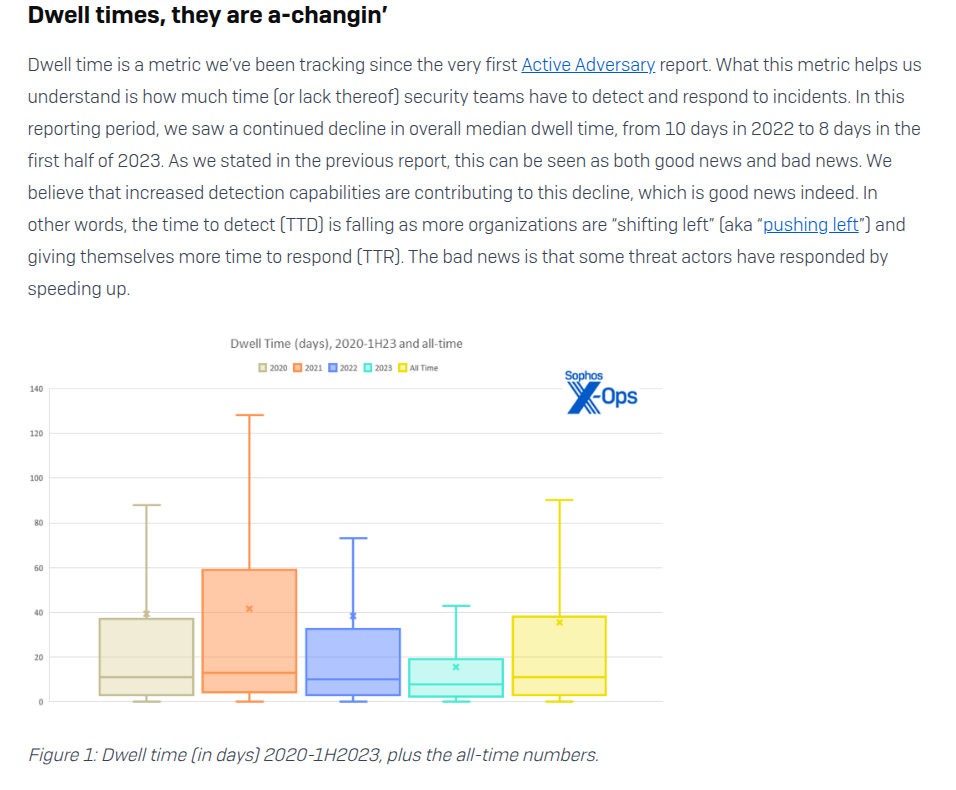 Dwell times, they are a-changin’
Dwell time is a metric we’ve been tracking since the very first Active Adversary report. What this metric helps us
understand is how much time (or lack thereof) security teams have to detect and respond to incidents. In this
reporting period, we saw a continued decline in overall median dwell time, from 10 days in 2022 to 8 days in the
first half of 2023. As we stated in the previous report, this can be seen as both good news and bad news. We
believe that increased detection capabilities are contributing to this decline, which is good news indeed. In
other words, the time to detect (TTD) is falling as more organizations are “shifting left” (aka “pushing left”) and
giving themselves more time to respond (TTR). The bad news is that some threat actors have responded by
speeding up.
Dwell Time (days), 2020-1H23 and all-time
2020 2021 2022 2023 All Time
Sophos
X-Ops
140
120
100
80
60
40
20
0
Figure 1: Dwell time (in days) 2020-1H2023, plus the all-time numbers.